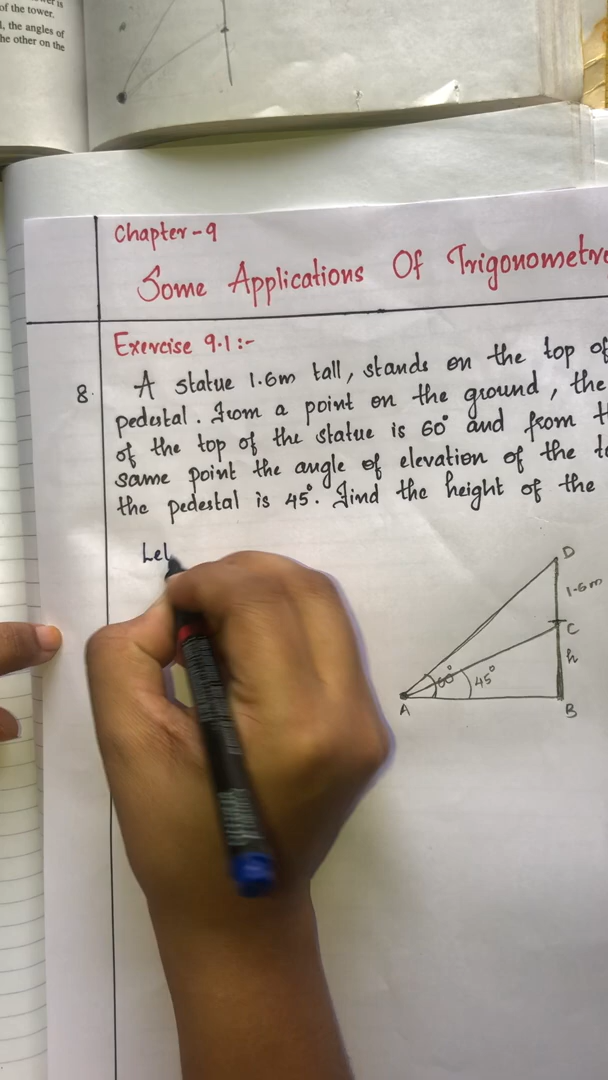 of the tower.
, the angles of
he other on the
Chapter-9
Some Applications Of Trigonometr
Exercise 9.1:-
8. A statue 1.6m tall, stands on the top of
pedestal. From a point on the ground, the
of the top of the statue is 60° and from th
same point the angle of elevation of the to
the pedestal is 45°. Find the height of the
Let
D
1.6m
C
h
60° 45°
A
B